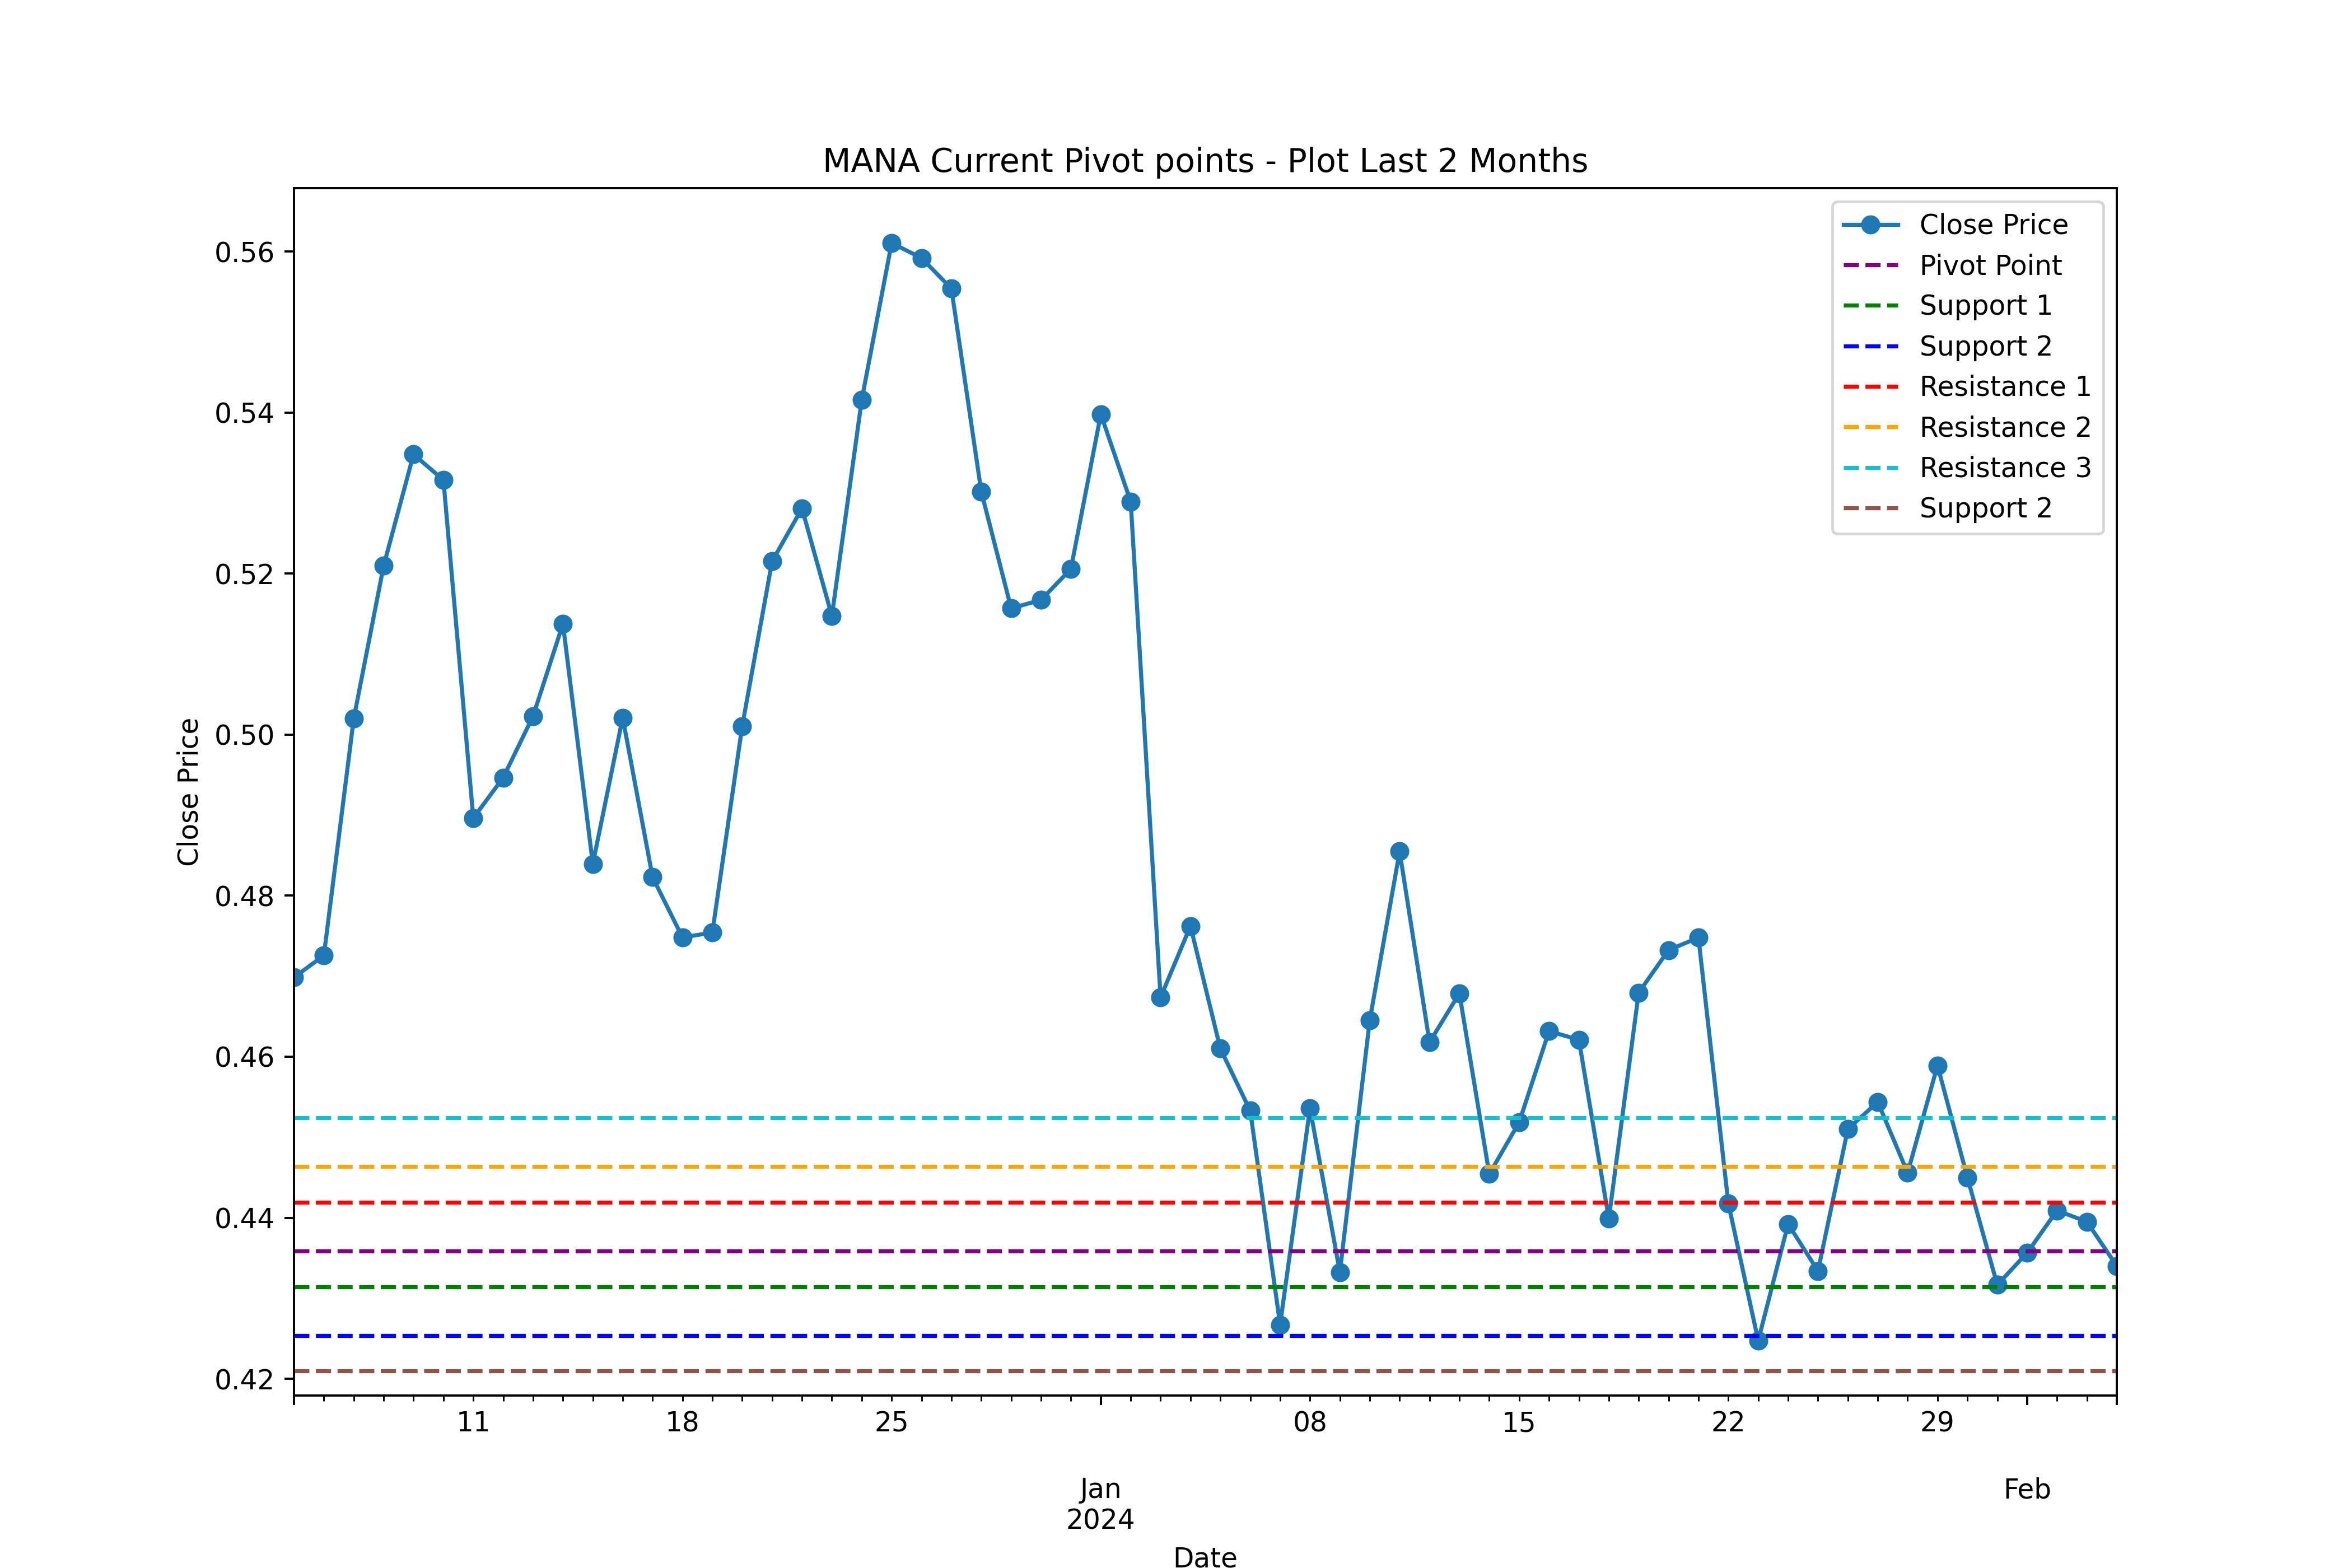 MANA Current Pivot points - Plot Last 2 Months
Close Price
Pivot Point
Support 1
Support 2
Resistance 1
Resistance 2
Resistance 3
Support 2
0.56
0.54
0.52
0.50
0.48
0.46
0.44
0.42
Close Price
11 18 25 08 15 22 29
Jan Feb
2024
Date